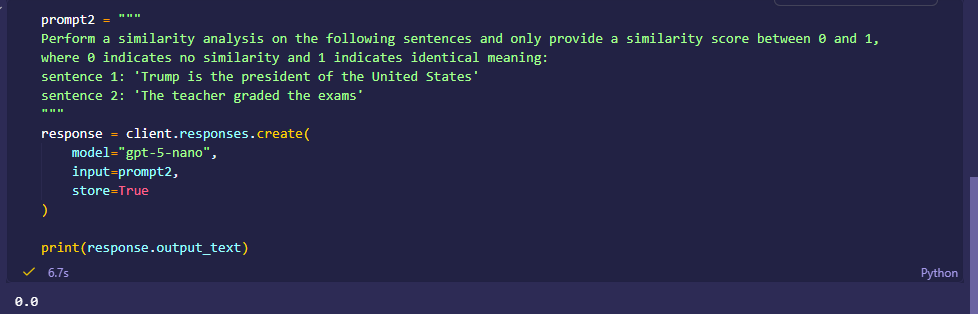 prompt2 = """
Perform a similarity analysis on the following sentences and only provide a similarity score between 0 and 1,
where 0 indicates no similarity and 1 indicates identical meaning:
sentence 1: 'Trump is the president of the United States'
sentence 2: 'The teacher graded the exams'
"""
response = client.responses.create(
    model="gpt-5-nano",
    input=prompt2,
    store=True
)

print(response.output_text)
6.7s Python
0.0